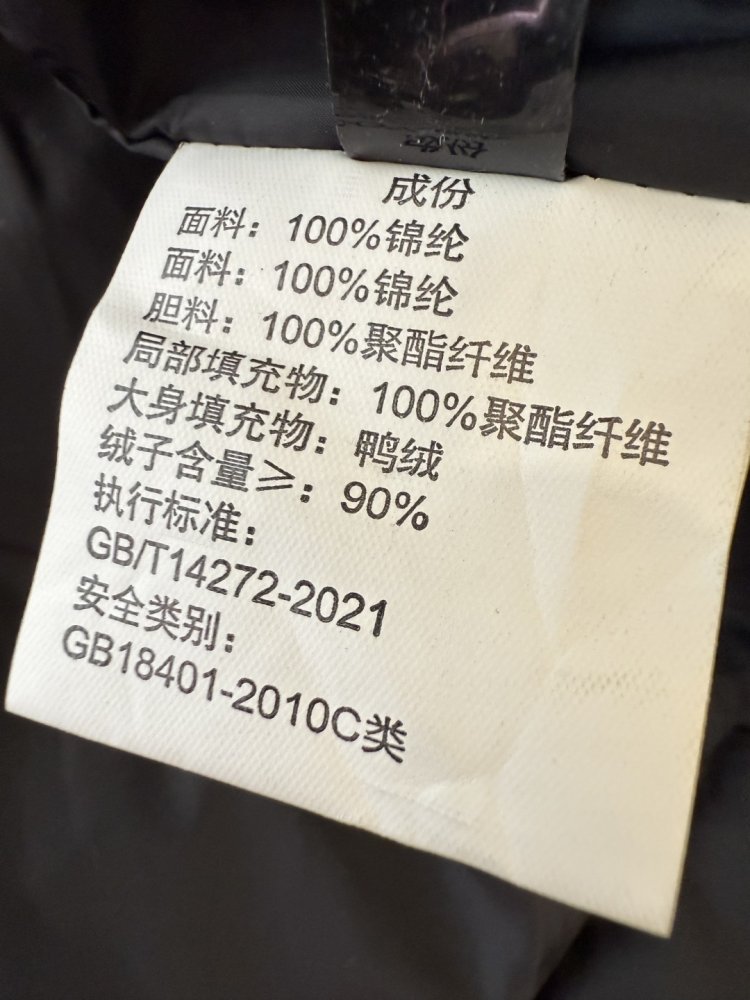 成份
面料：100%锦纶
面料：100%锦纶
胆料：100%聚酯纤维
局部填充物：100%聚酯纤维
大身填充物：鸭绒
绒子含量≥：90%
执行标准：
GB/T14272-2021
安全类别：
GB18401-2010C类